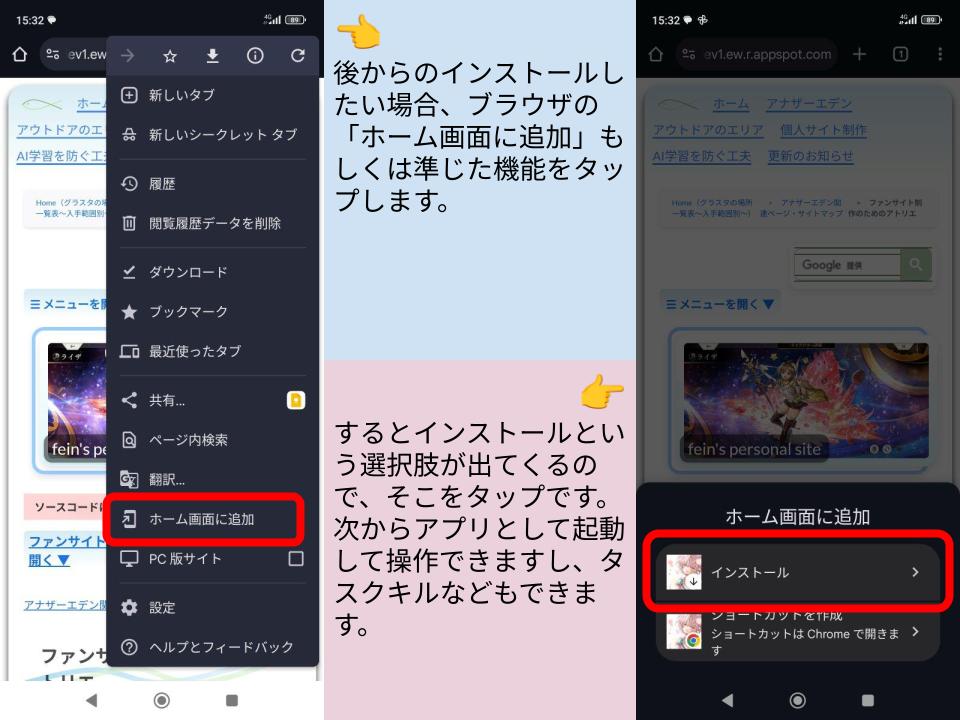 15:32
4G
89
ev1.ew
新しいタブ
新しいシークレット タブ
履歴
閲覧履歴データを削除
ダウンロード
ブックマーク
最近使ったタブ
共有...
ページ内検索
翻訳...
ホーム画面に追加
PC 版サイト
設定
ヘルプとフィードバック
ホーム
アウトドアのエリ
AI学習を防ぐ工
Home（グラスタの場
一覧表～入手範囲別
メニューを開
ライザ
fein's pe
ソースコード
ファンサイト
開く▼
アナザーエデン関
ファンサ
トリエ
後からのインストールし
たい場合、ブラウザの
「ホーム画面に追加」も
しくは準じた機能をタッ
プします。
するとインストールとい
う選択肢が出てくるの
で、そこをタップです。
次からアプリとして起動
して操作できますし、タ
スクキルなどもできま
す。
15:32
4G
89
ev1.ew.r.appspot.com
1
ホーム アナザーエデン
アウトドアのエリア 個人サイト制作
AI学習を防ぐ工夫 更新のお知らせ
Home（グラスタの場所
一覧表～入手範囲別～）
アナザーエデン関
連ページ・サイトマップ
ファンサイト制
作のためのアトリエ
Google 提供
メニューを開く▼
ライザ
fein's personal site
ホーム画面に追加
インストール
ショートカットを作成
ショートカットは Chrome で開きま
す